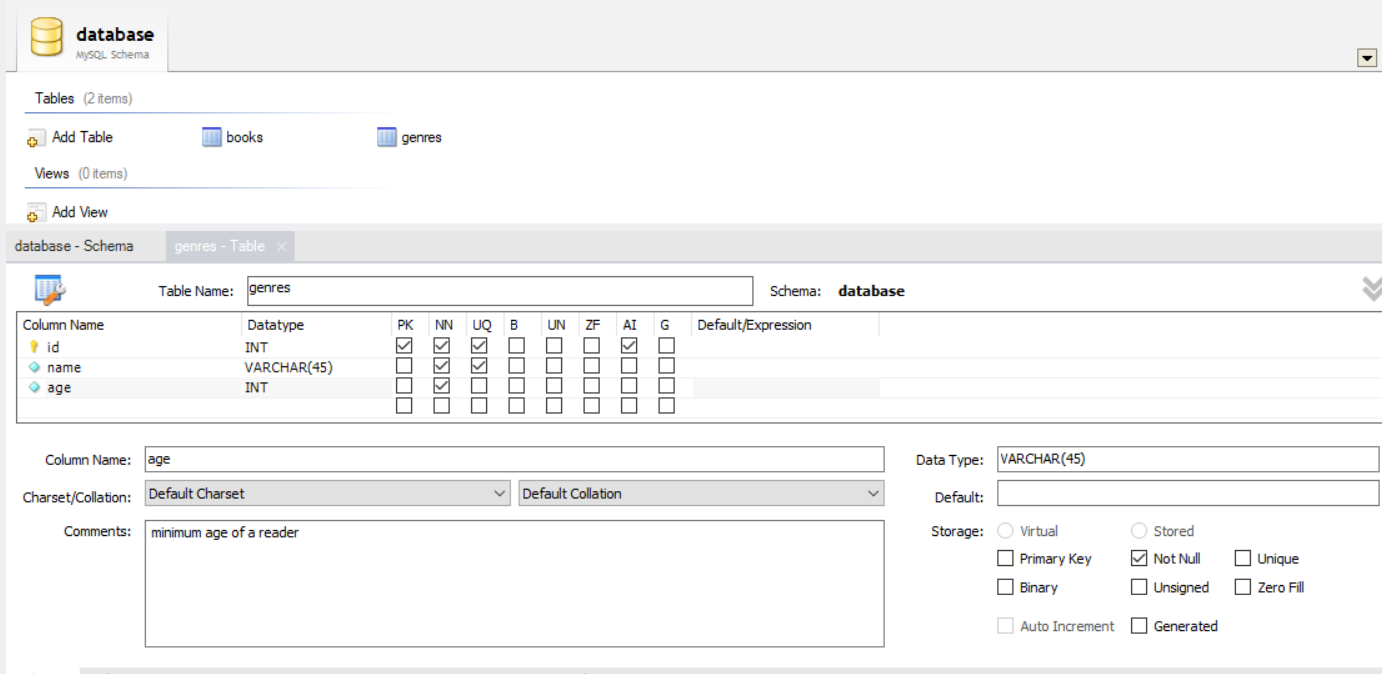 database
MySQL Schema
Tables (2 items)
Add Table books genres
Views (0 items)
Add View
database - Schema genres - Table ×
Table Name: genres Schema: database
Column Name Datatype PK NN UQ B UN ZF AI G Default/Expression
id INT
name VARCHAR(45)
age INT
Column Name: age Data Type: VARCHAR(45)
Charset/Collation: Default Charset Default Collation Default:
Comments: minimum age of a reader Storage: Virtual Stored
Primary Key Not Null Unique
Binary Unsigned Zero Fill
Auto Increment Generated